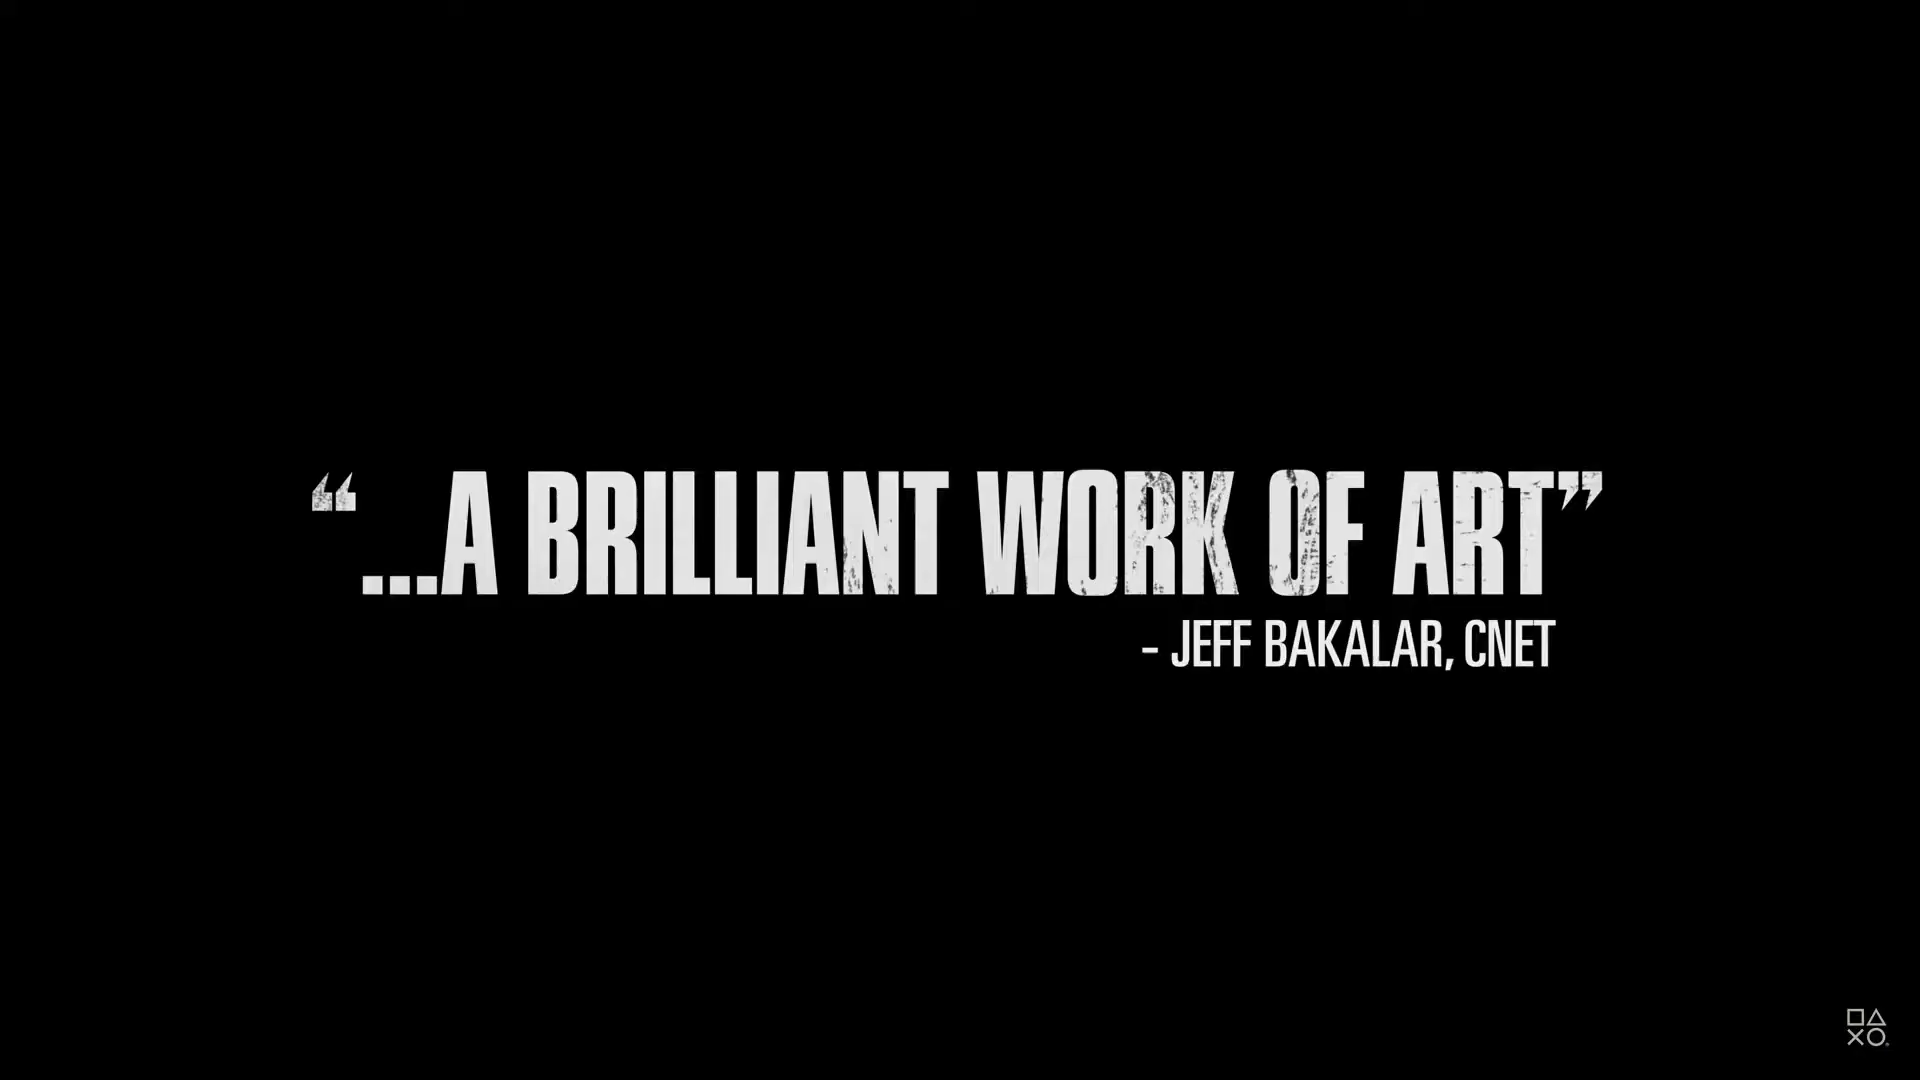 “...A BRILLIANT WORK OF ART”
- JEFF BAKALAR, CNET